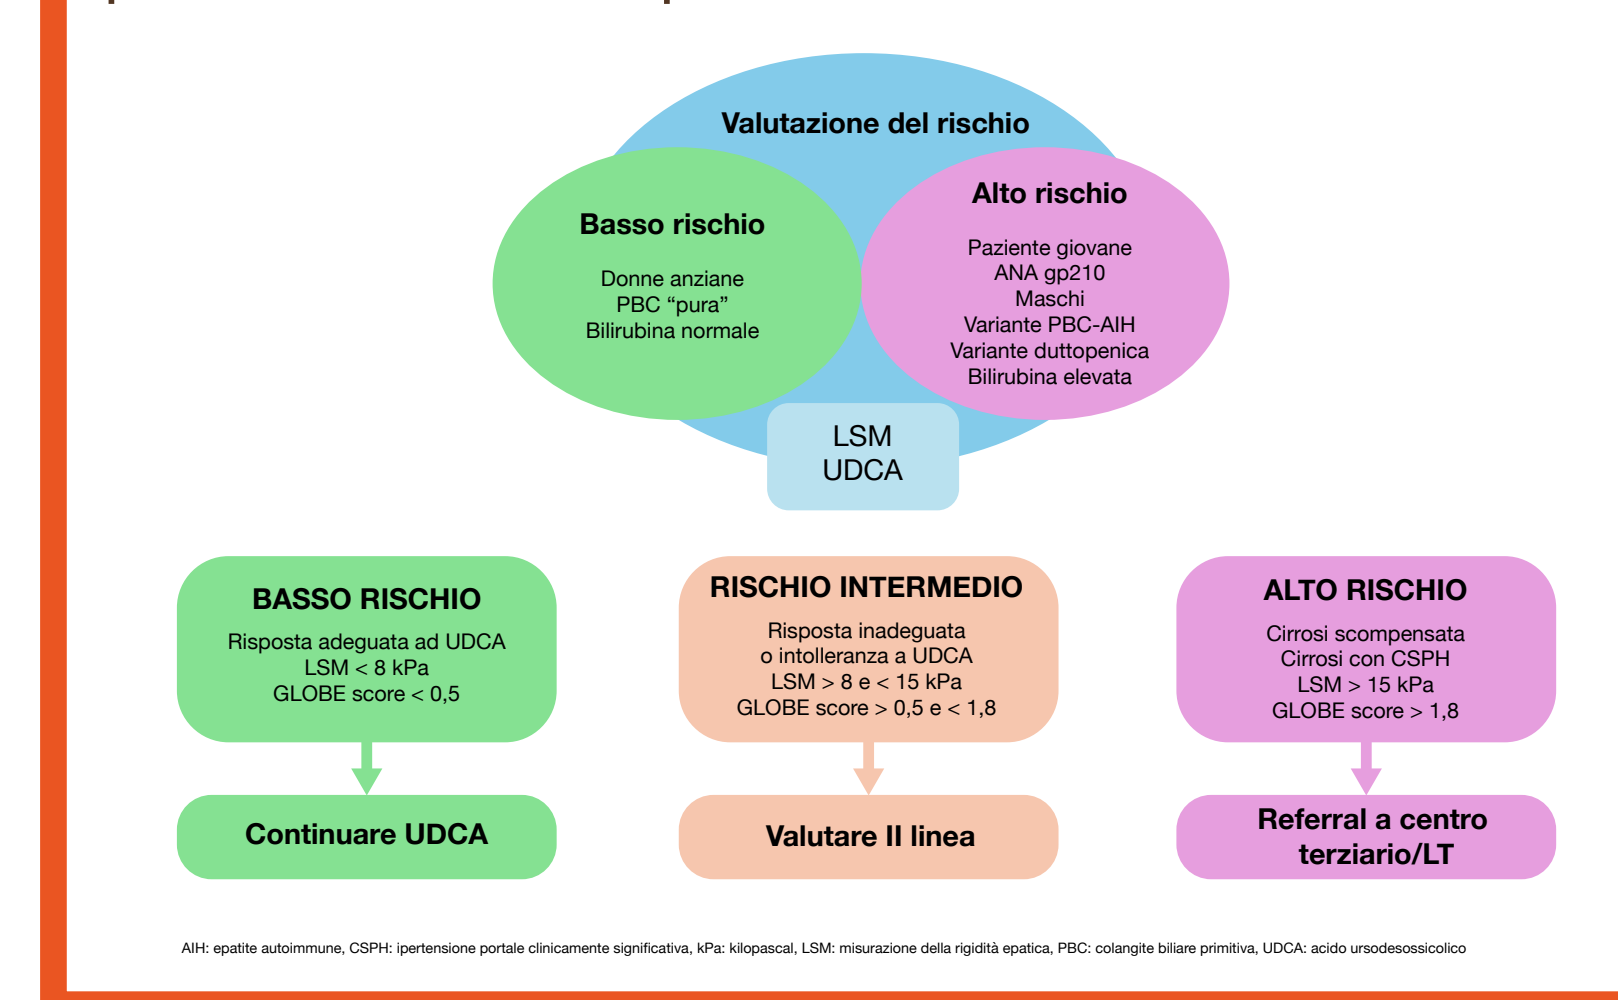 Valutazione del rischio
Basso rischio
Donne anziane
PBC “pura”
Bilirubina normale
Alto rischio
Paziente giovane
ANA gp210
Maschi
Variante PBC-AIH
Variante duttopenica
Bilirubina elevata
LSM
UDCA
BASSO RISCHIO
Risposta adeguata ad UDCA
LSM < 8 kPa
GLOBE score < 0,5
Continuare UDCA
RISCHIO INTERMEDIO
Risposta inadeguata
o intolleranza a UDCA
LSM > 8 e < 15 kPa
GLOBE score > 0,5 e < 1,8
Valutare II linea
ALTO RISCHIO
Cirrosi scompensata
Cirrosi con CSPH
LSM > 15 kPa
GLOBE score > 1,8
Referral a centro
terziario/LT
AIH: epatite autoimmune, CSPH: ipertensione portale clinicamente significativa, kPa: kilopascal, LSM: misurazione della rigidità epatica, PBC: colangite biliare primitiva, UDCA: acido ursodesossicolico